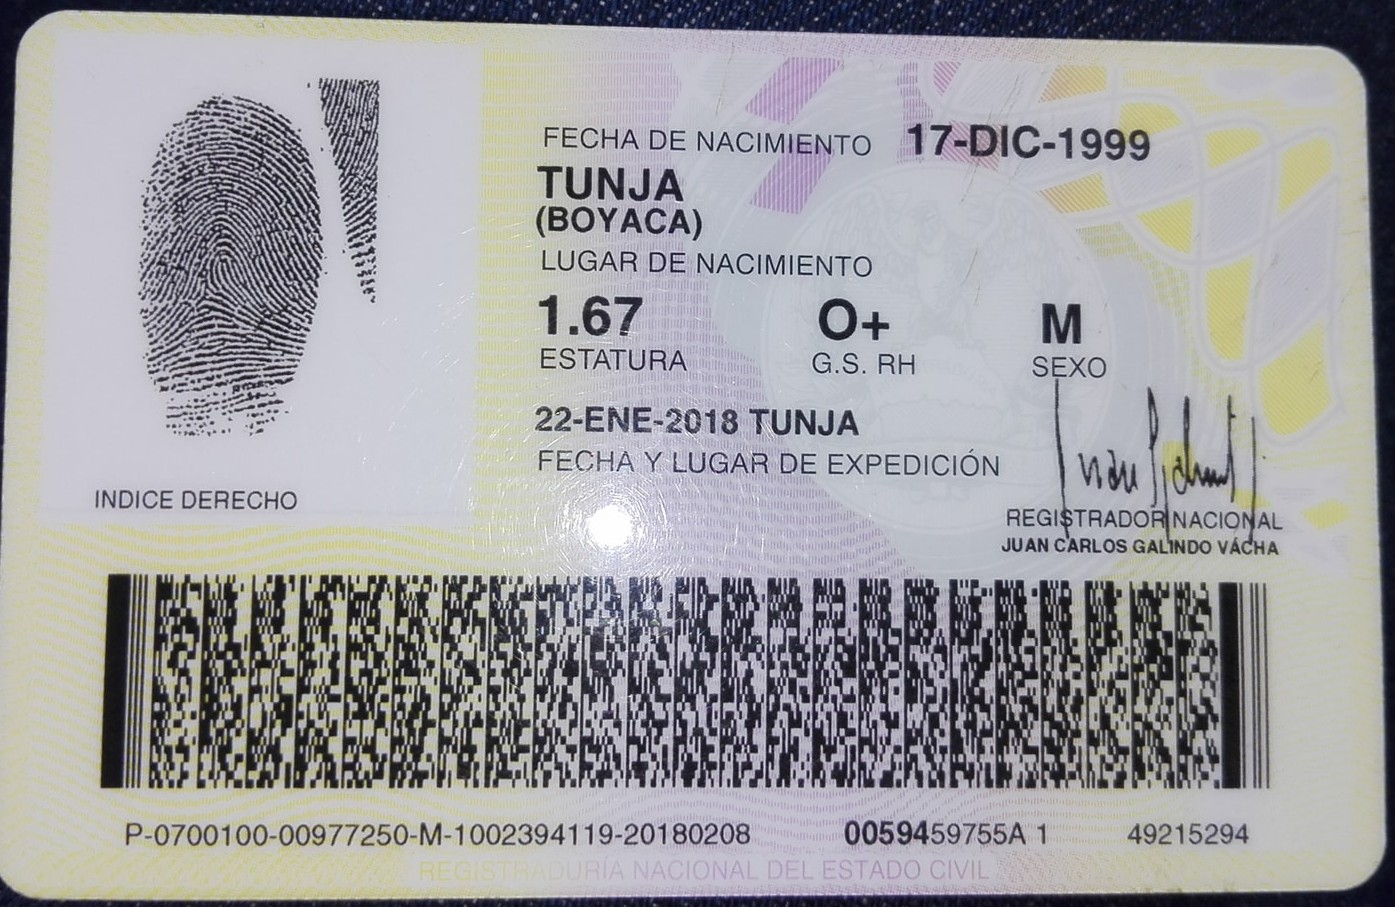 FECHA DE NACIMIENTO 17-DIC-1999
TUNJA
(BOYACA)
LUGAR DE NACIMIENTO
1.67 O+ M
ESTATURA G.S. RH SEXO
22-ENE-2018 TUNJA
FECHA Y LUGAR DE EXPEDICIÓN
INDICE DERECHO
REGISTRADOR NACIONAL
JUAN CARLOS GALINDO VÁCHA
P-0700100-00977250-M-1002394119-20180208 0059459755A 1 49215294
REGISTRADURÍA NACIONAL DEL ESTADO CIVIL